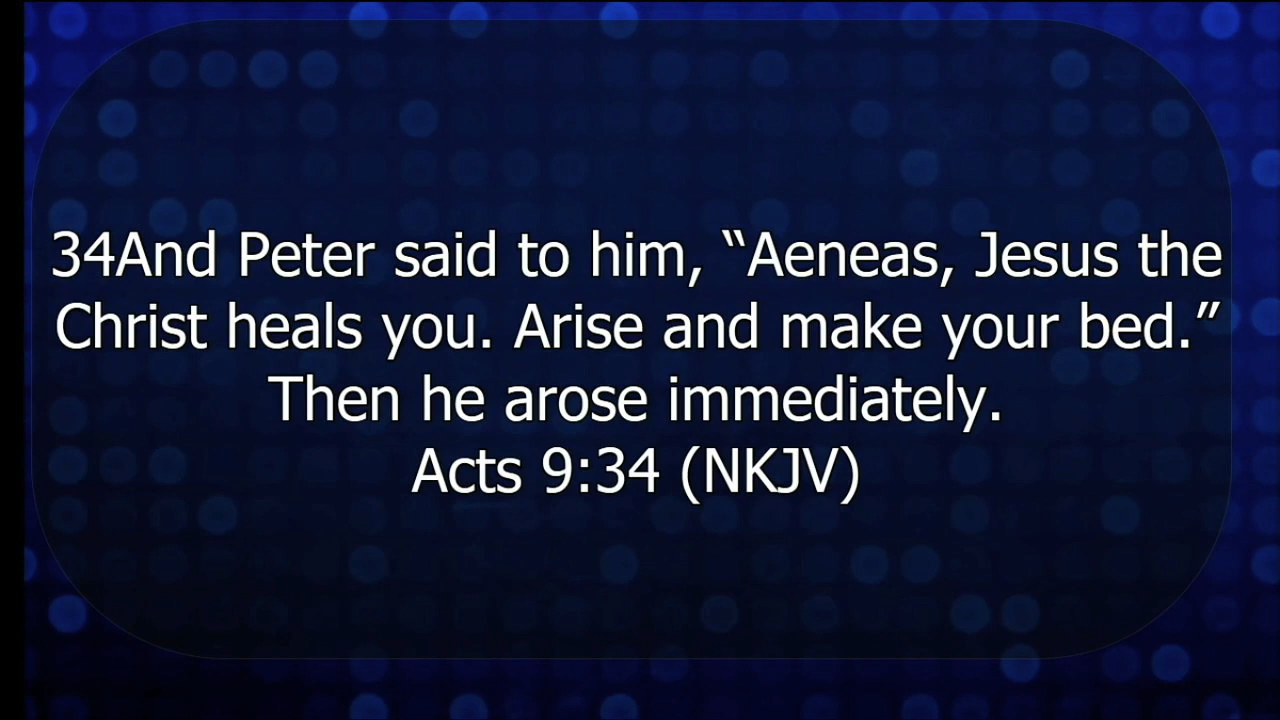 34And Peter said to him, “Aeneas, Jesus the
Christ heals you. Arise and make your bed.”
Then he arose immediately.
Acts 9:34 (NKJV)